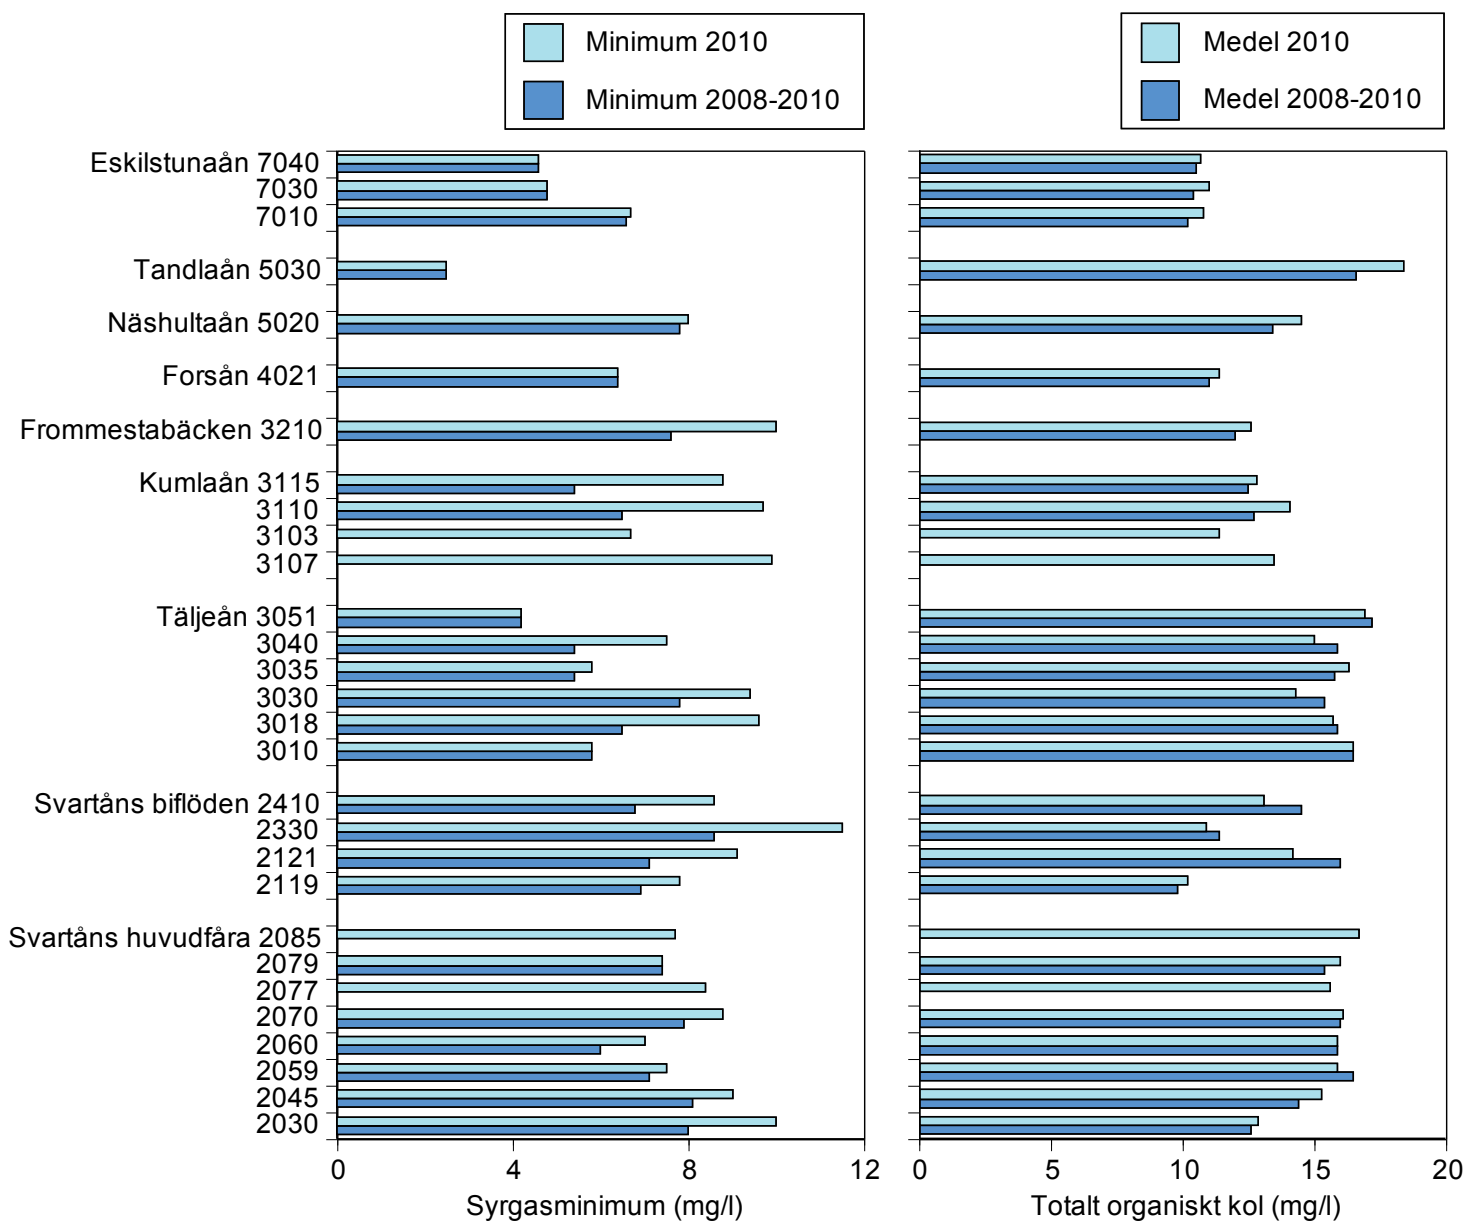 Minimum 2010
Minimum 2008-2010
Medel 2010
Medel 2008-2010
Eskilstunaån 7040
7030
7010
Tandlaån 5030
Näshultaån 5020
Forsån 4021
Frommestabäcken 3210
Kumlaån 3115
3110
3103
3107
Täljeån 3051
3040
3035
3030
3018
3010
Svartåns biflöden 2410
2330
2121
2119
Svartåns huvudfåra 2085
2079
2077
2070
2060
2059
2045
2030
0 4 8 12
Syrgasminimum (mg/l)
0 5 10 15 20
Totalt organiskt kol (mg/l)